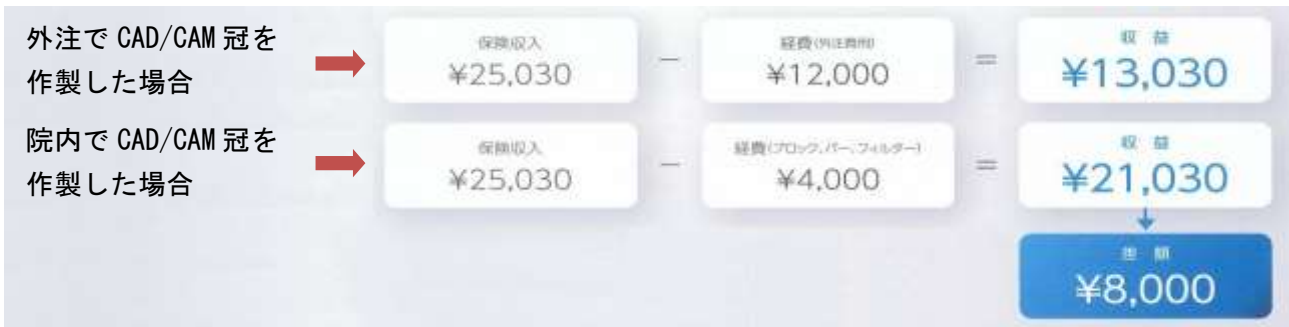 外注で CAD/CAM 冠を
作製した場合
保険収入
¥25,030
－
経費(外注費用)
¥12,000
＝
収 益
¥13,030
院内で CAD/CAM 冠を
作製した場合
保険収入
¥25,030
－
経費(ブロック、バー、フィルター)
¥4,000
＝
収 益
¥21,030
差 額
¥8,000